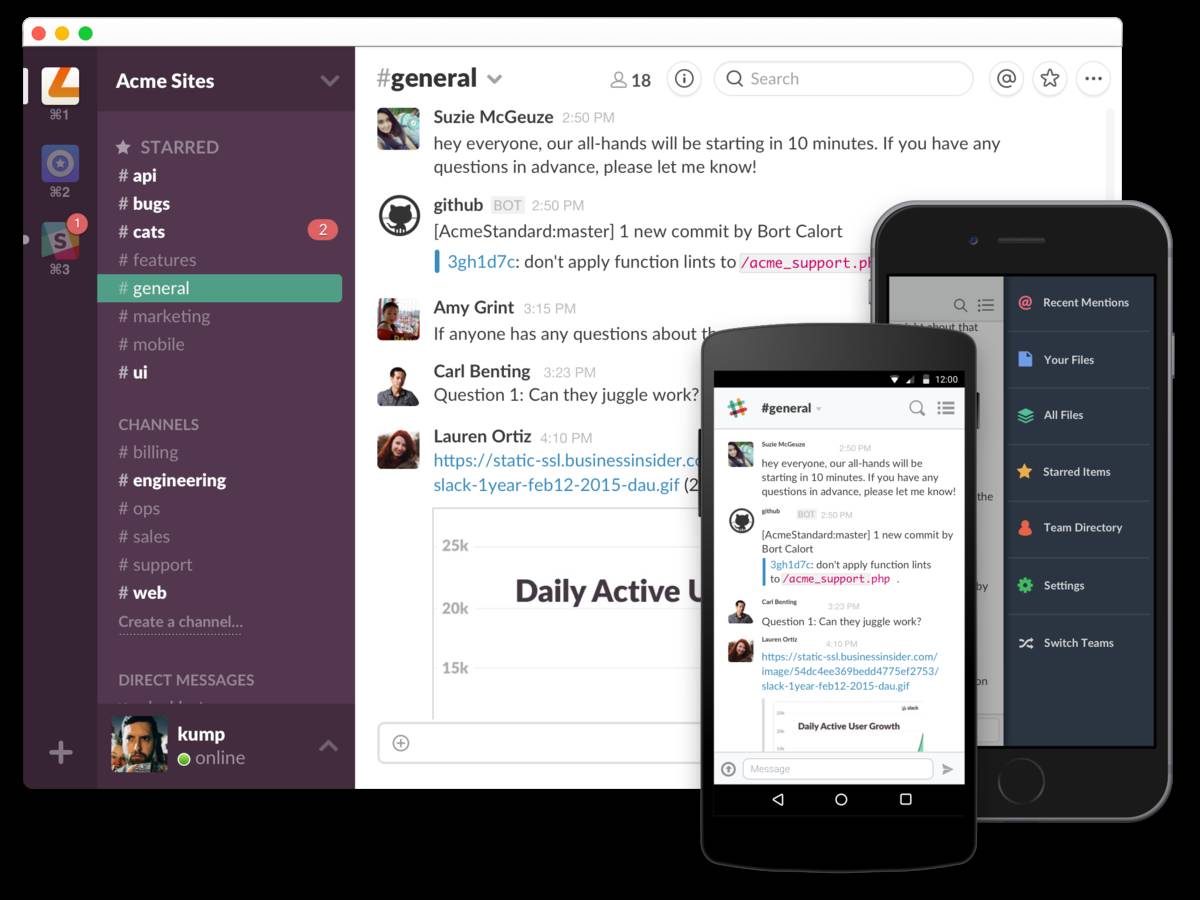 ⌘1
⌘2
1
S
⌘3
Acme Sites
STARRED
# api
# bugs
# cats 2
# features
# general
# marketing
# mobile
# ui
CHANNELS
# billing
# engineering
# ops
# sales
# support
# web
Create a channel...
DIRECT MESSAGES
kump
online
#general
18
Search
Suzie McGeuze 2:50 PM
hey everyone, our all-hands will be starting in 10 minutes. If you have any
questions in advance, please let me know!
github BOT 2:50 PM
[AcmeStandard:master] 1 new commit by Bort Calort
3gh1d7c: don't apply function lints to /acme_support.ph
Amy Grint 3:15 PM
If anyone has any questions about
Carl Benting 3:23 PM
Question 1: Can they juggle work?
Lauren Ortiz 4:10 PM
https://static-ssl.businessinsider.co
slack-1year-feb12-2015-dau.gif (2
25k
20k
15k
Daily Active U
12:00
#general
Suzie McGeuze 2:50 PM
hey everyone, our all-hands will be
starting in 10 minutes. If you have any
questions in advance, please let me know!
github BOT 2:50 PM
[AcmeStandard:master] 1 new commit by
Bort Calort
3gh1d7c: don't apply function lints
to /acme_support.php .
Carl Benting 3:23 PM
Question 1: Can they juggle work?
Lauren Ortiz 4:10 PM
https://static-ssl.businessinsider.com/
image/54dc4ee369bedd4775ef2753/
slack-1year-feb12-2015-dau.gif
slack
Daily Active User Growth
Message
about that
the
by
on
Recent Mentions
Your Files
All Files
Starred Items
Team Directory
Settings
Switch Teams